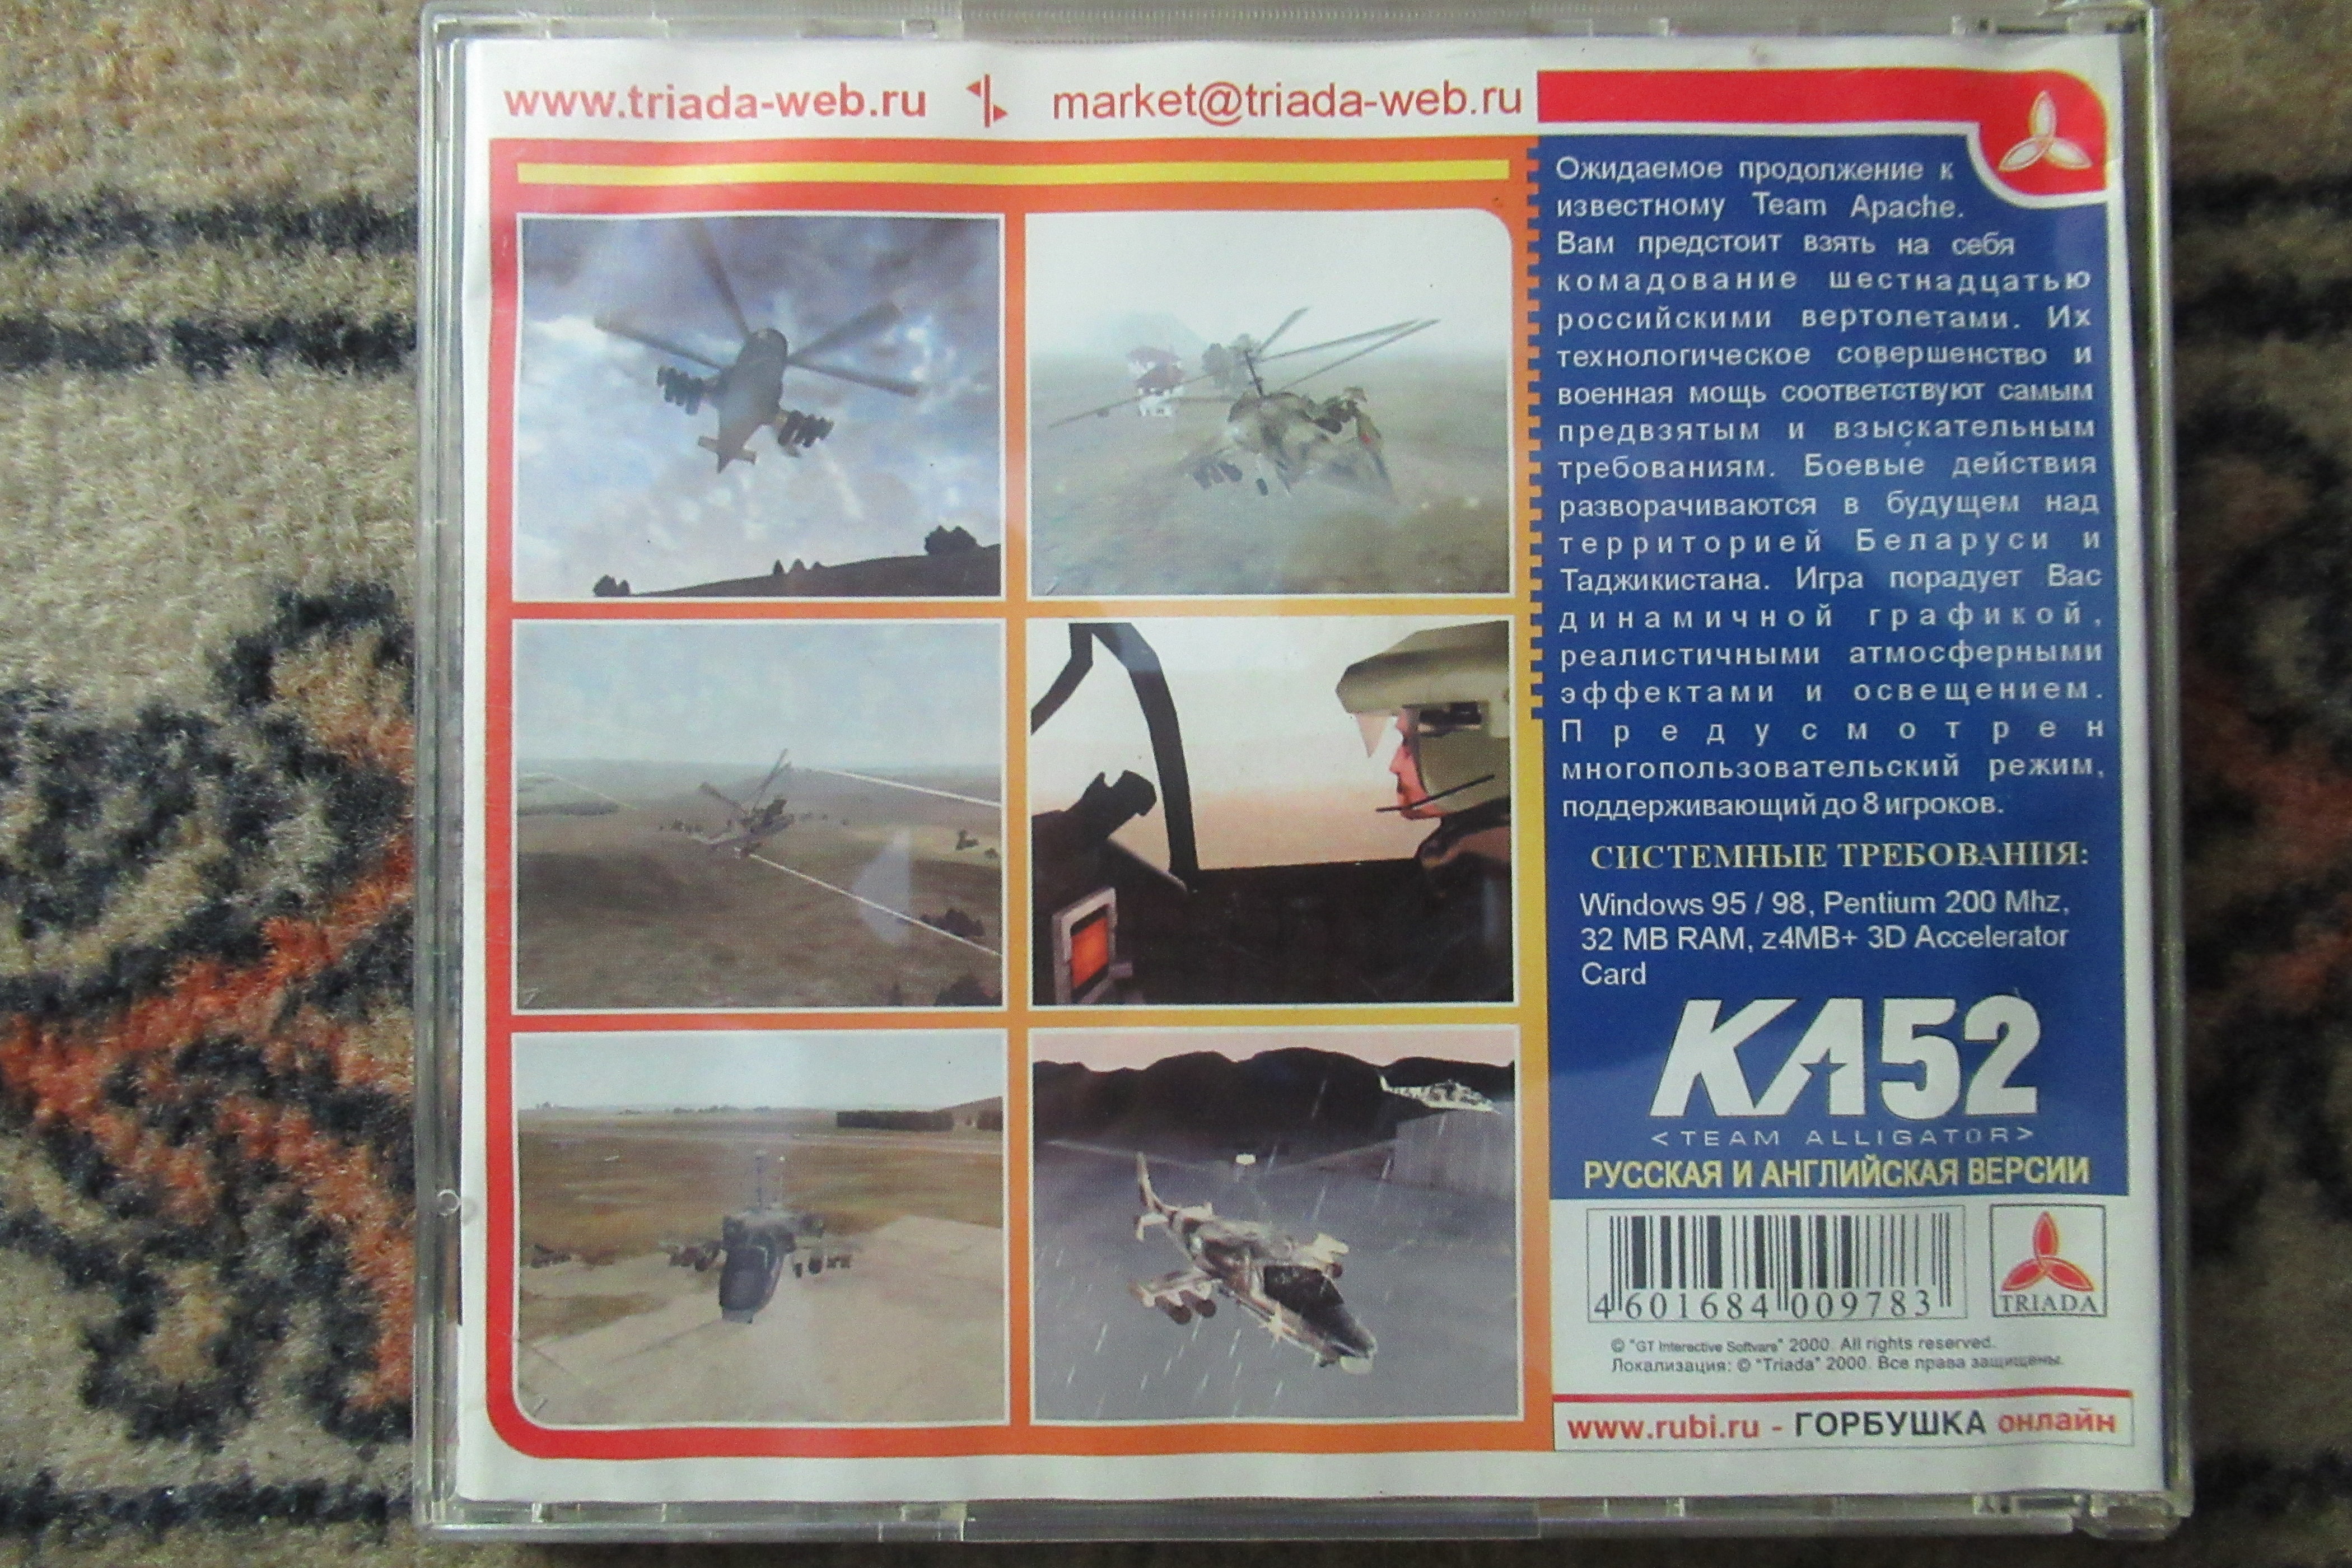 www.triada-web.ru market@triada-web.ru
Ожидаемое продолжение к
известному Team Apache.
Вам предстоит взять на себя
комадование шестнадцатью
российскими вертолетами. Их
технологическое совершенство и
военная мощь соответствуют самым
предвзятым и взыскательным
требованиям. Боевые действия
разворачиваются в будущем над
территорией Беларуси и
Таджикистана. Игра порадует Вас
динамичной графикой,
реалистичными атмосферными
эффектами и освещением.
Предусмотрен
многопользовательский режим,
поддерживающий до 8 игроков.
СИСТЕМНЫЕ ТРЕБОВАНИЯ:
Windows 95 / 98, Pentium 200 Mhz,
32 MB RAM, z4MB+ 3D Accelerator
Card
KA52
<TEAM ALLIGATOR>
РУССКАЯ И АНГЛИЙСКАЯ ВЕРСИИ
4 601684 009783
TRIADA
© "GT Interective Softvare" 2000. All rights reserved.
Локализация: © "Triada" 2000. Все права защищены.
www.rubi.ru - ГОРБУШКА онлайн